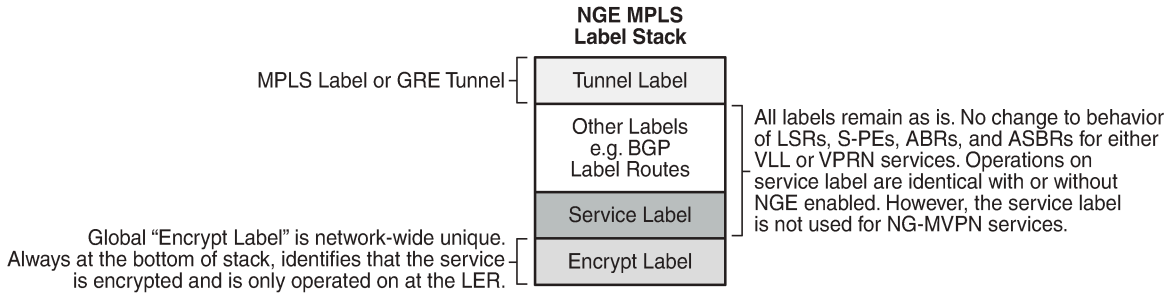 NGE MPLS
Label Stack
MPLS Label or GRE Tunnel
Tunnel Label
Other Labels
e.g. BGP
Label Routes
Service Label
Encrypt Label
All labels remain as is. No change to behavior
of LSRs, S-PEs, ABRs, and ASBRs for either
VLL or VPRN services. Operations on
service label are identical with or without
NGE enabled. However, the service label
is not used for NG-MVPN services.
Global “Encrypt Label” is network-wide unique.
Always at the bottom of stack, identifies that the service
is encrypted and is only operated on at the LER.